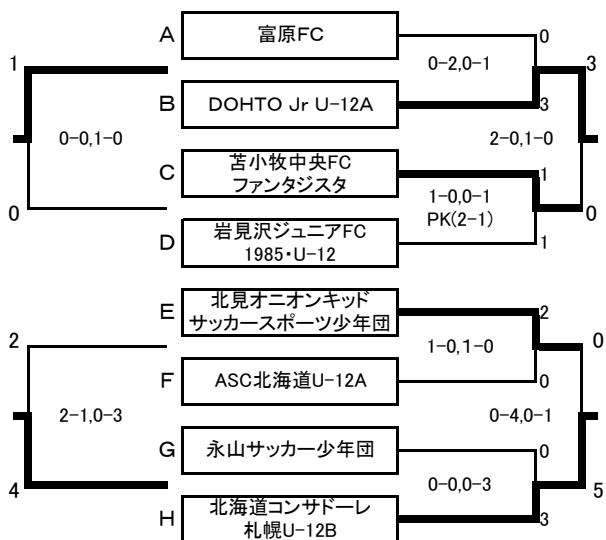 A
富原FC
0
0-2,0-1
3
1
B
DOHTO Jr U-12A
3
0-0,1-0
2-0,1-0
C
苫小牧中央FC
ファンタジスタ
1
1-0,0-1
PK(2-1)
0
0
D
岩見沢ジュニアFC
1985・U-12
1
E
北見オニオンキッド
サッカースポーツ少年団
2
1-0,1-0
2
0
F
ASC北海道U-12A
0
2-1,0-3
0-4,0-1
G
永山サッカー少年団
0
0-0,0-3
4
5
H
北海道コンサドーレ
札幌U-12B
3